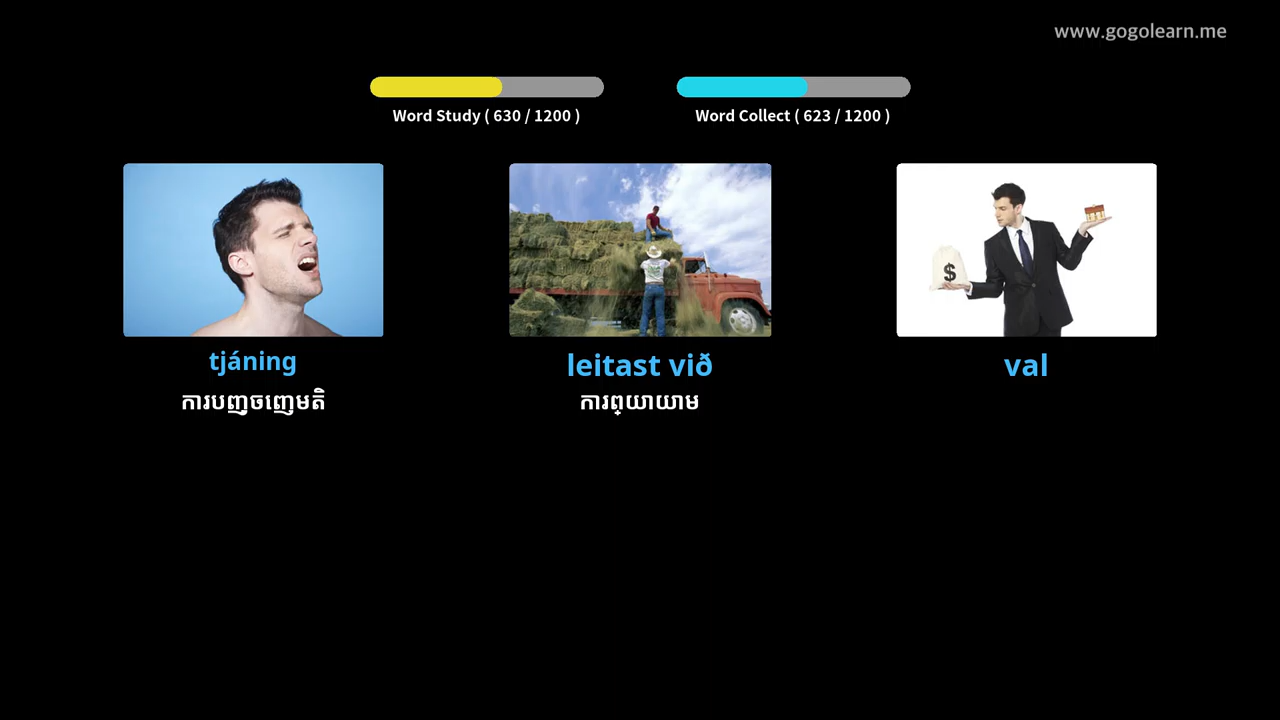 www.gogolearn.me
Word Study ( 630 / 1200 )
Word Collect ( 623 / 1200 )
$
tjáning
leitast við
val
ការបញ្ចេញមតិ
ការព្យាយាម